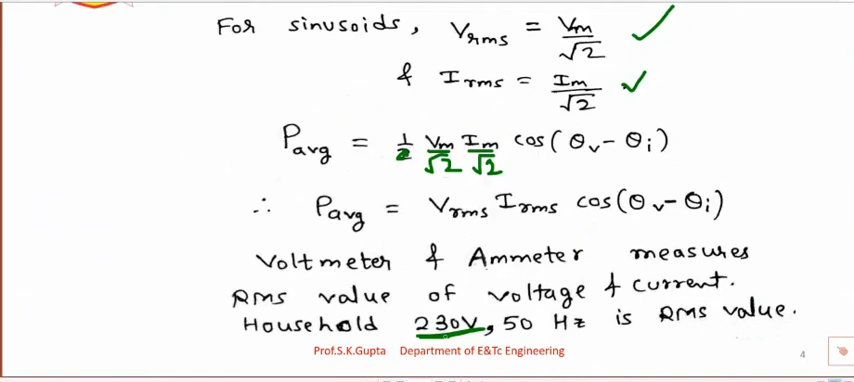 For sinusoids, Vrms = Vm/√2
& Irms = Im/√2
Pavg = 1/2 Vm/√2 Im/√2 cos(θv - θi)
∴ Pavg = Vrms Irms cos(θv - θi)
Voltmeter & Ammeter measures
RMS value of voltage & current.
Household 230V, 50 Hz is RMS value.
Prof.S.K.Gupta Department of E&Tc Engineering
4